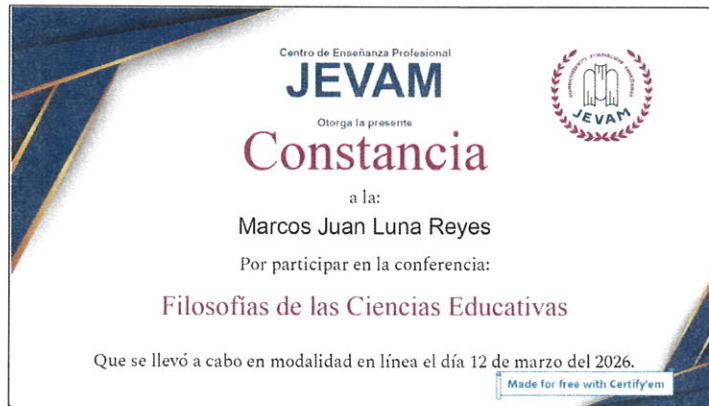 Centro de Enseñanza Profesional
JEVAM
Otorga la presente
Constancia
a la:
Marcos Juan Luna Reyes
Por participar en la conferencia:
Filosofías de las Ciencias Educativas
Que se llevó a cabo en modalidad en línea el día 12 de marzo del 2026.
Made for free with Certify'em
JEVAM